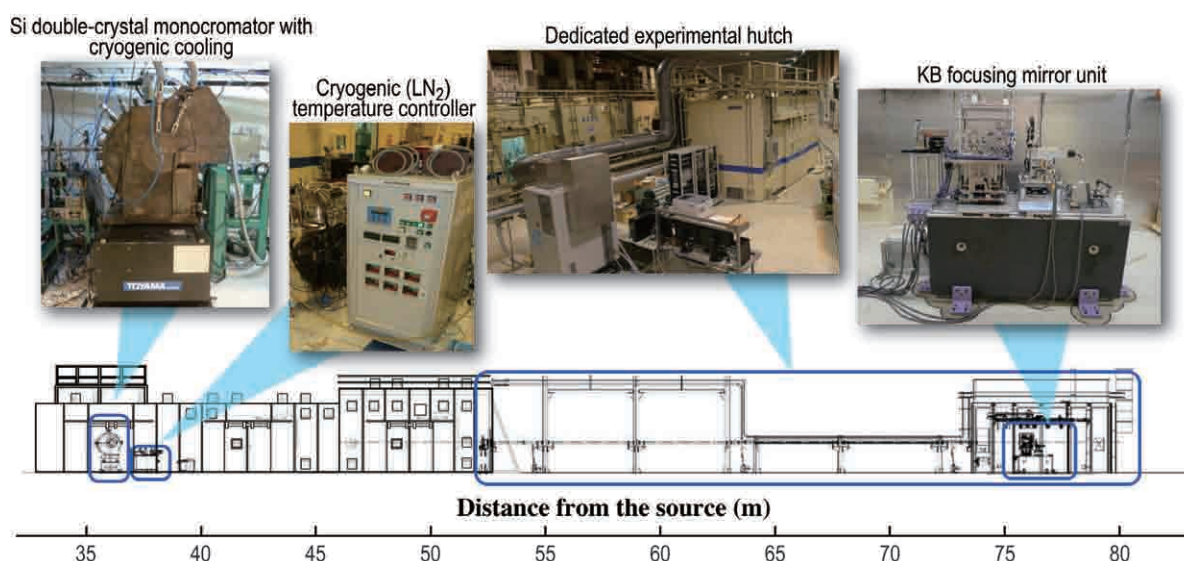 Si double-crystal monocromator with
cryogenic cooling
Cryogenic (LN₂)
temperature controller
Dedicated experimental hutch
KB focusing mirror unit
Distance from the source (m)
35 40 45 50 55 60 65 70 75 80